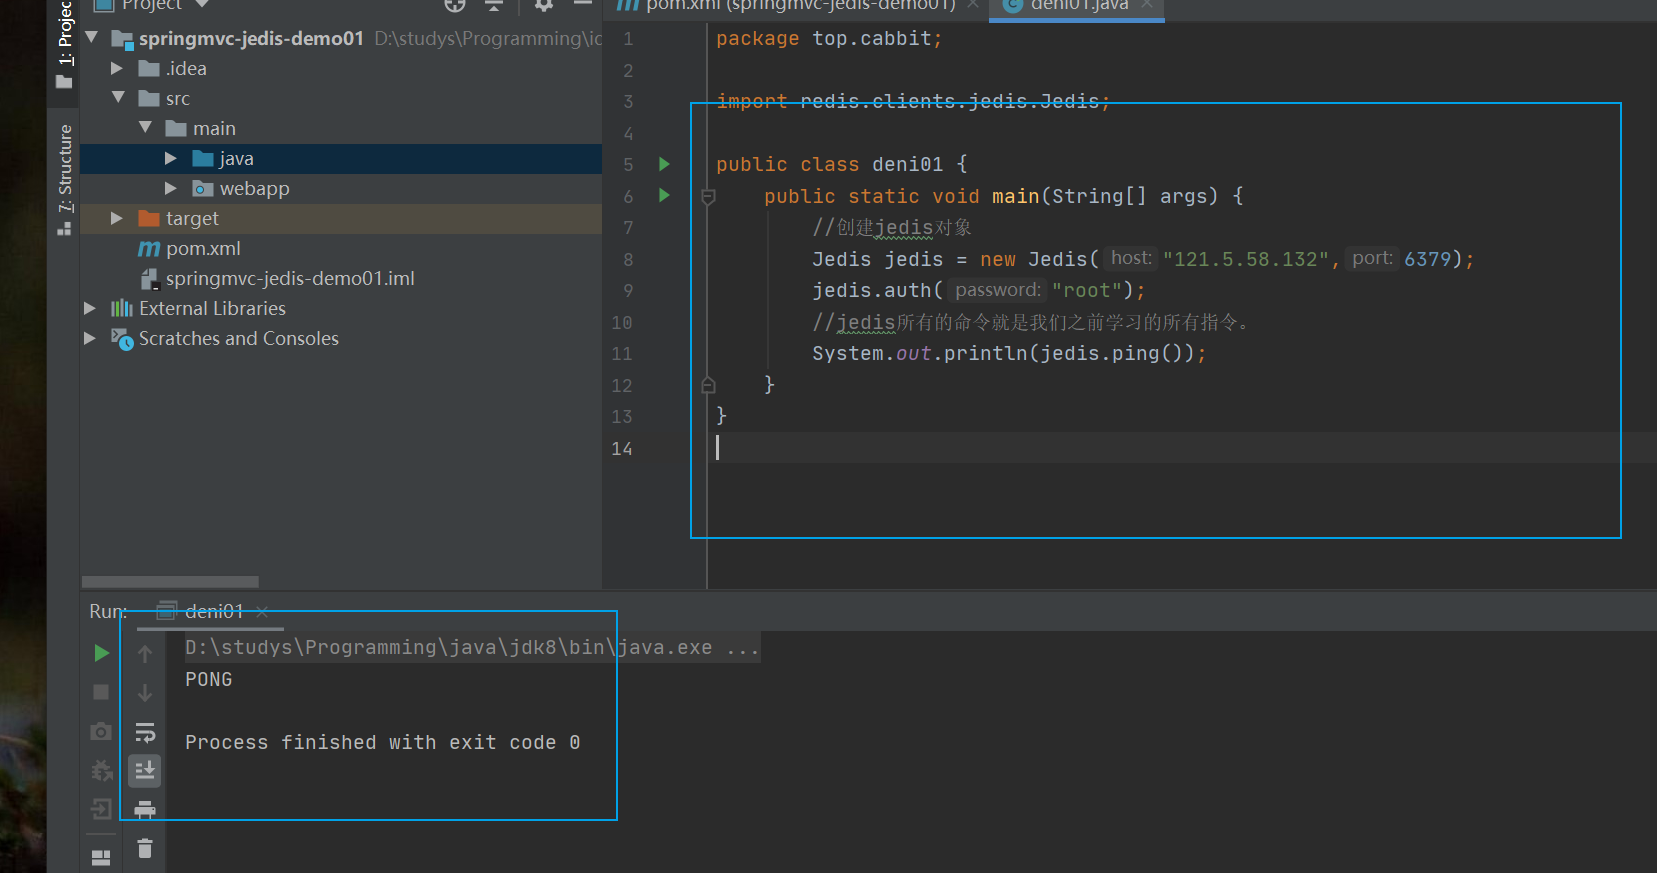 Project
pom.xml (springmvc-jedis-demo01)
deni01.java
1: Project
7: Structure
springmvc-jedis-demo01 D:\studys\Programming\ic
.idea
src
main
java
webapp
target
pom.xml
springmvc-jedis-demo01.iml
External Libraries
Scratches and Consoles
1 package top.cabbit;
2
3 import redis.clients.jedis.Jedis;
4
5 public class deni01 {
6 public static void main(String[] args) {
7 //创建jedis对象
8 Jedis jedis = new Jedis( host: "121.5.58.132", port: 6379);
9 jedis.auth( password: "root");
10 //jedis所有的命令就是我们之前学习的所有指令。
11 System.out.println(jedis.ping());
12 }
13 }
14
Run: deni01
D:\studys\Programming\java\jdk8\bin\java.exe ...
PONG
Process finished with exit code 0